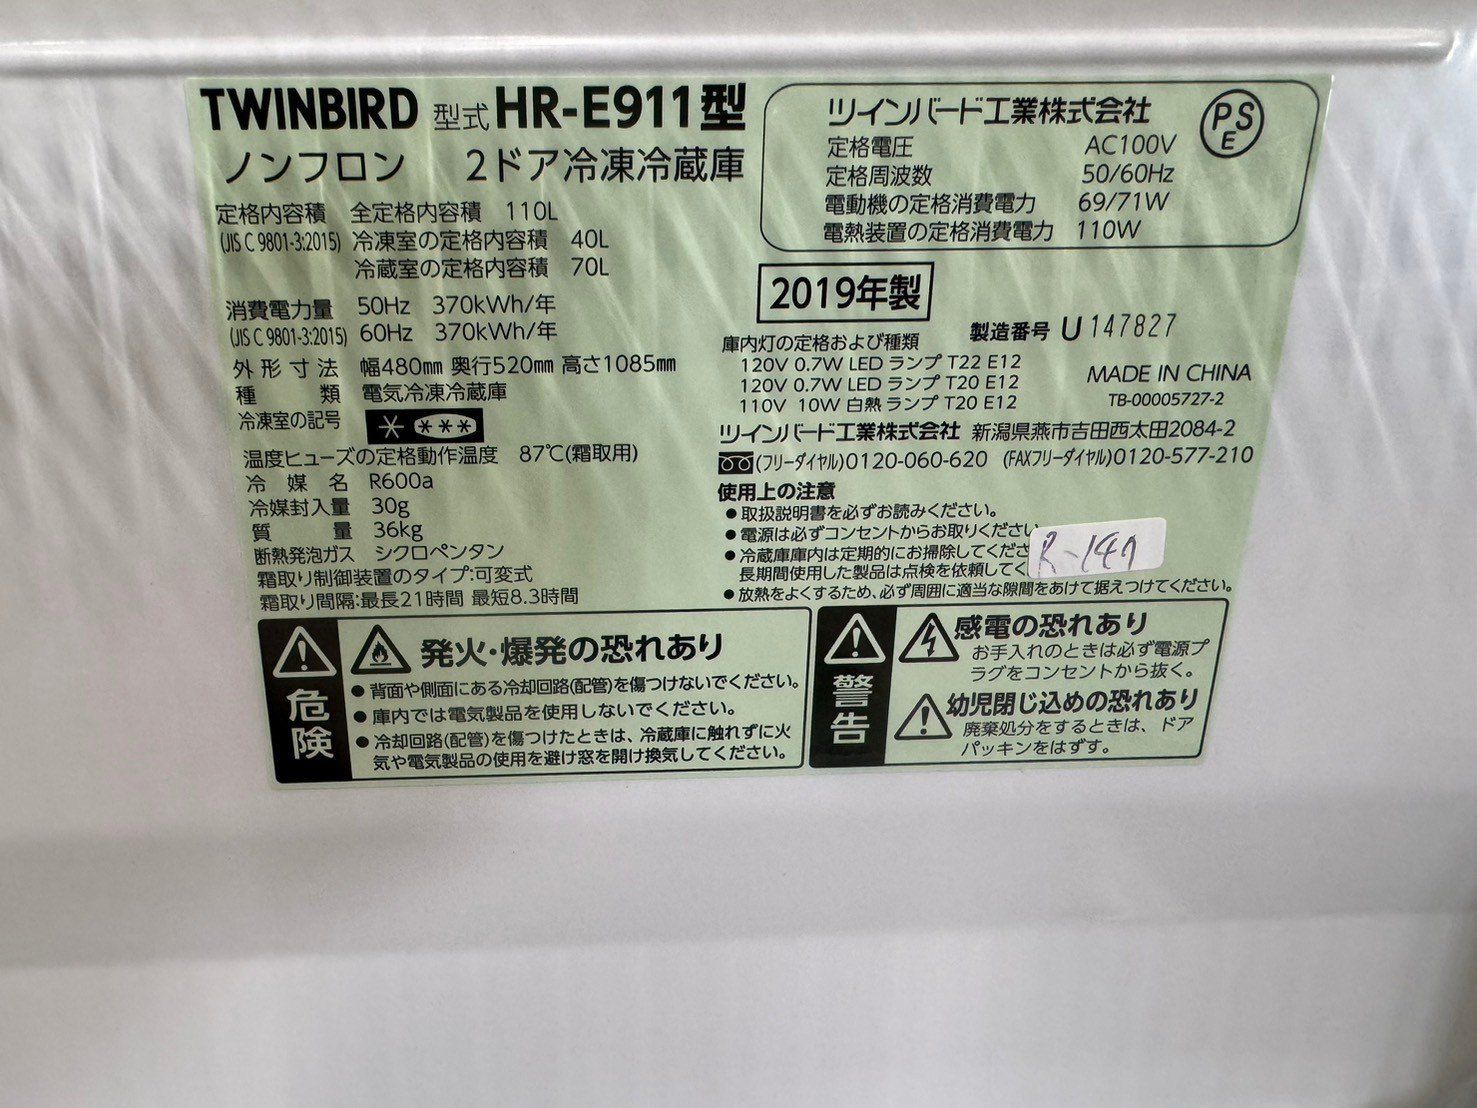 TWINBIRD 型式 HR-E911型
ノンフロン 2ドア冷凍冷蔵庫
定格内容積 全定格内容積 110L
(JIS C 9801-3:2015) 冷凍室の定格内容積 40L
冷蔵室の定格内容積 70L
消費電力量 50Hz 370kWh/年
(JIS C 9801-3:2015) 60Hz 370kWh/年
外形寸法 幅480㎜ 奥行520㎜ 高さ1085㎜
種類 電気冷凍冷蔵庫
冷凍室の記号
温度ヒューズの定格動作温度 87℃(霜取用)
冷媒名 R600a
冷媒封入量 30g
質量 36kg
断熱発泡ガス シクロペンタン
霜取り制御装置のタイプ:可変式
霜取り間隔:最長21時間 最短8.3時間
ツインバード工業株式会社 PSE
定格電圧 AC100V
定格周波数 50/60Hz
電動機の定格消費電力 69/71W
電熱装置の定格消費電力 110W
2019年製
製造番号 U 147827
庫内灯の定格および種類
120V 0.7W LED ランプ T22 E12
120V 0.7W LED ランプ T20 E12
110V 10W 白熱ランプ T20 E12
MADE IN CHINA
TB-00005727-2
ツインバード工業株式会社 新潟県燕市吉田西太田2084-2
(フリーダイヤル)0120-060-620 (FAXフリーダイヤル)0120-577-210
使用上の注意
●取扱説明書を必ずお読みください。
●電源は必ずコンセントからお取りくださ
●冷蔵庫庫内は定期的にお掃除してくださ
長期間使用した製品は点検を依頼してく
●放熱をよくするため、必ず周囲に適当な隙間をあけて据えつけてください。
R-147
危険
発火・爆発の恐れあり
●背面や側面にある冷却回路(配管)を傷つけないでください。
●庫内では電気製品を使用しないでください。
●冷却回路(配管)を傷つけたときは、冷蔵庫に触れずに火
気や電気製品の使用を避け窓を開け換気してください。
警告
感電の恐れあり
お手入れのときは必ず電源プ
ラグをコンセントから抜く。
幼児閉じ込めの恐れあり
廃棄処分をするときは、ドア
パッキンをはずす。